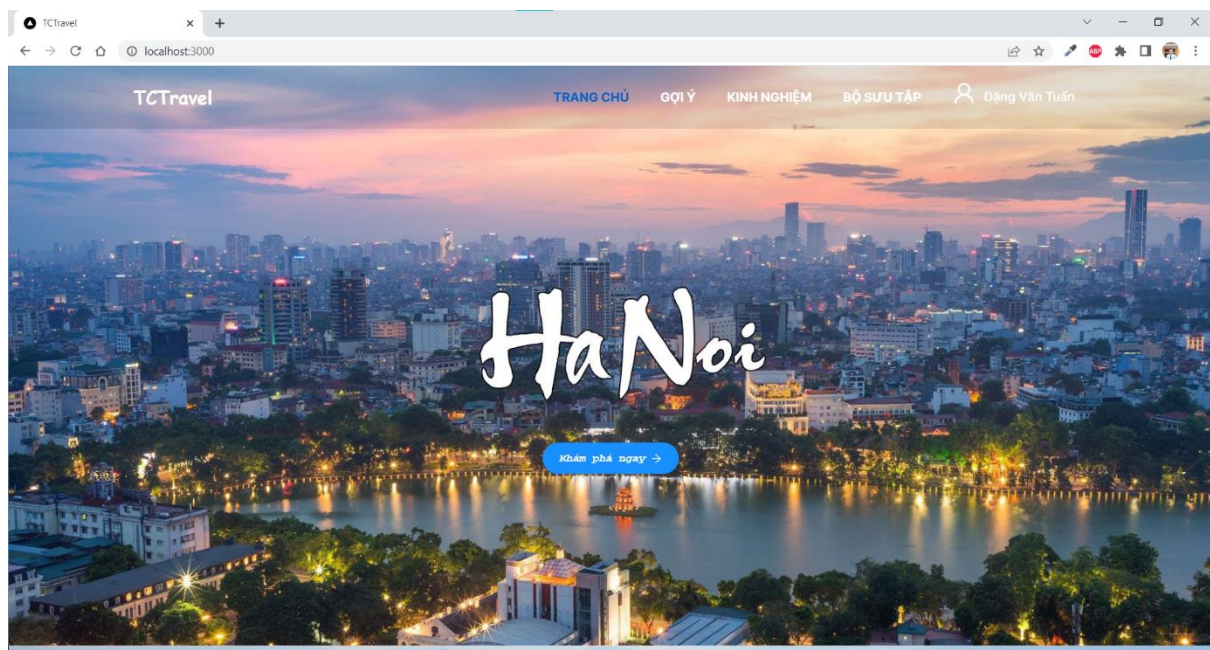 TCTravel
localhost:3000
ABP
TCTravel
TRANG CHỦ GỢI Ý KINH NGHIỆM BỘ SƯU TẬP Đặng Văn Tuấn
HaNoi
Khám phá ngay →